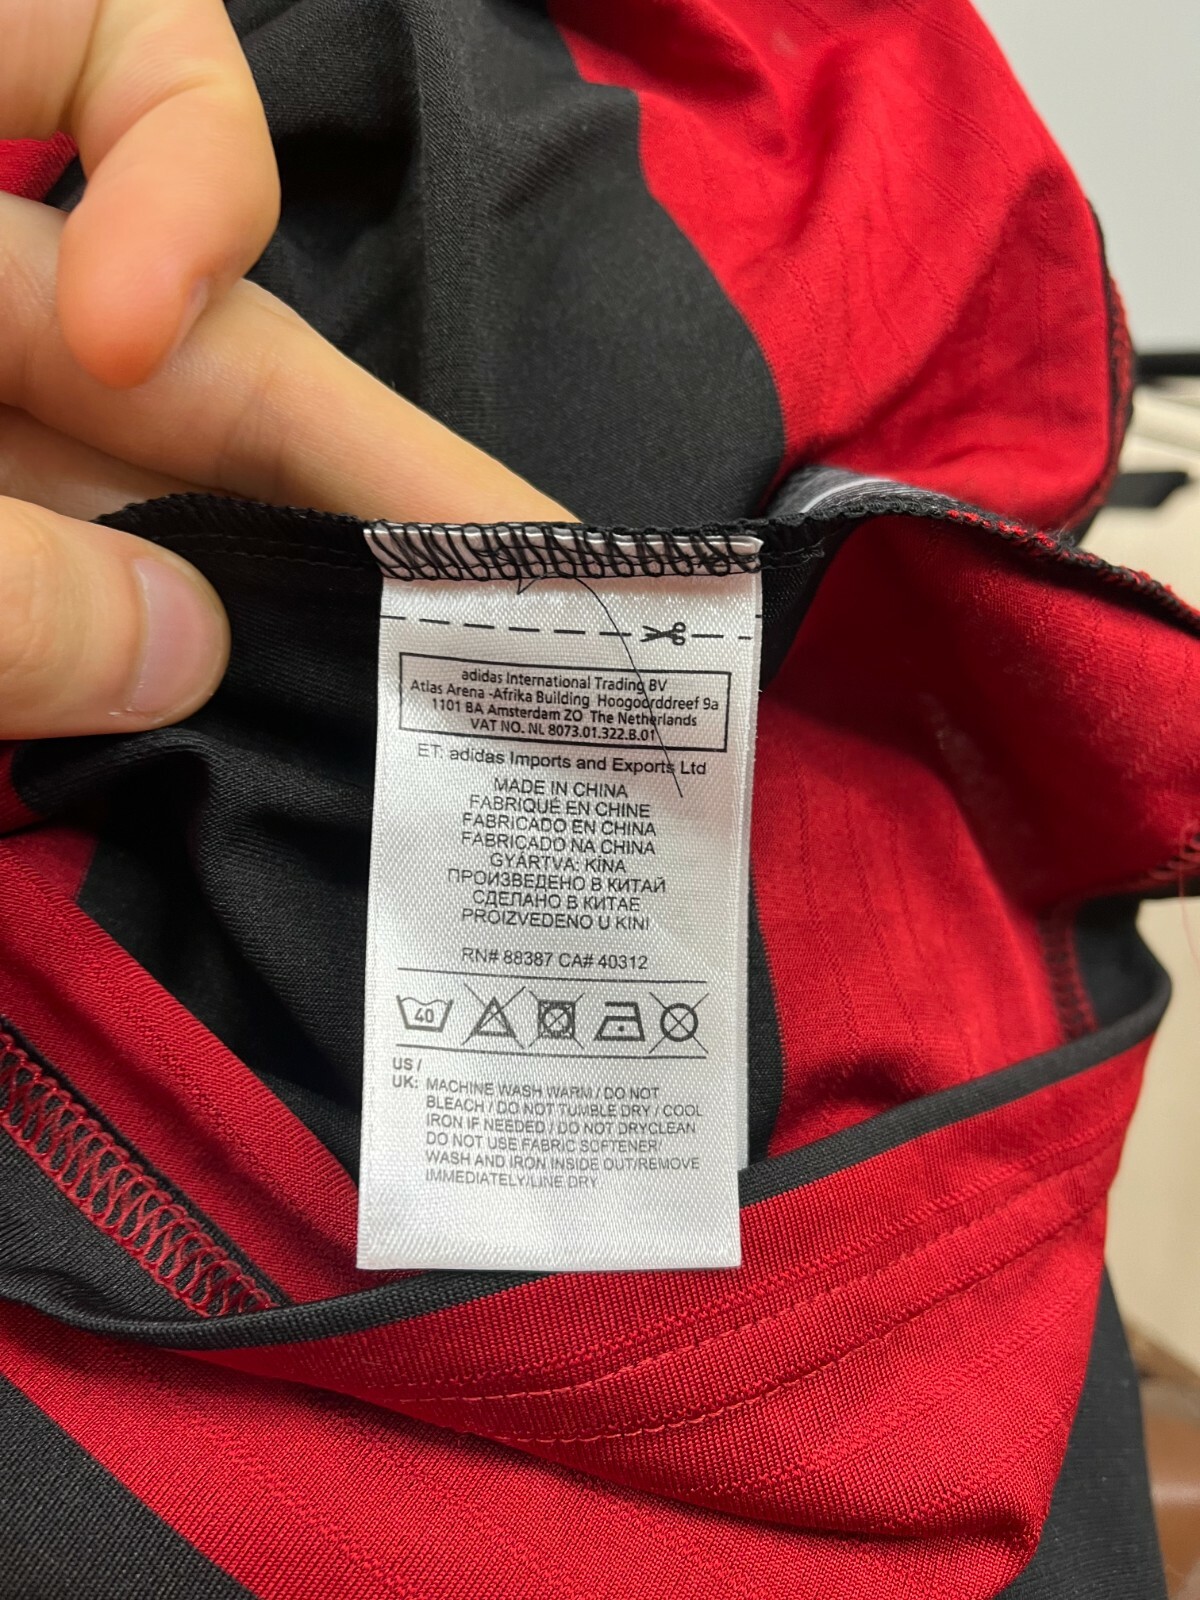 adidas International Trading BV
Atlas Arena -Afrika Building Hoogoorddreef 9a
1101 BA Amsterdam ZO The Netherlands
VAT NO. NL 8073.01.322.B.01
ET. adidas Imports and Exports Ltd
MADE IN CHINA
FABRIQUÉ EN CHINE
FABRICADO EN CHINA
FABRICADO NA CHINA
GYÁRTVA: KÍNA
ПРОИЗВЕДЕНО В КИТАЙ
СДЕЛАНО В КИТАЕ
PROIZVEDENO U KINI
RN# 88387 CA# 40312
40
US /
UK: MACHINE WASH WARM / DO NOT
BLEACH / DO NOT TUMBLE DRY / COOL
IRON IF NEEDED / DO NOT DRYCLEAN
DO NOT USE FABRIC SOFTENER/
WASH AND IRON INSIDE OUT/REMOVE
IMMEDIATELY/LINE DRY